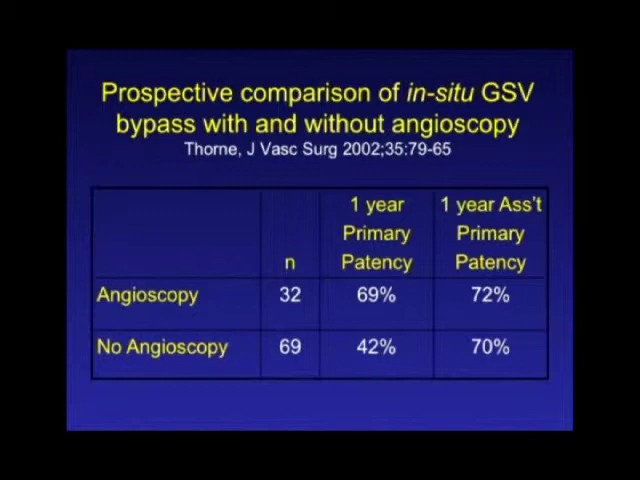 Prospective comparison of in-situ GSV
bypass with and without angioscopy
Thorne, J Vasc Surg 2002;35:79-65
n
1 year
Primary
Patency
1 year Ass't
Primary
Patency
Angioscopy 32 69% 72%
No Angioscopy 69 42% 70%